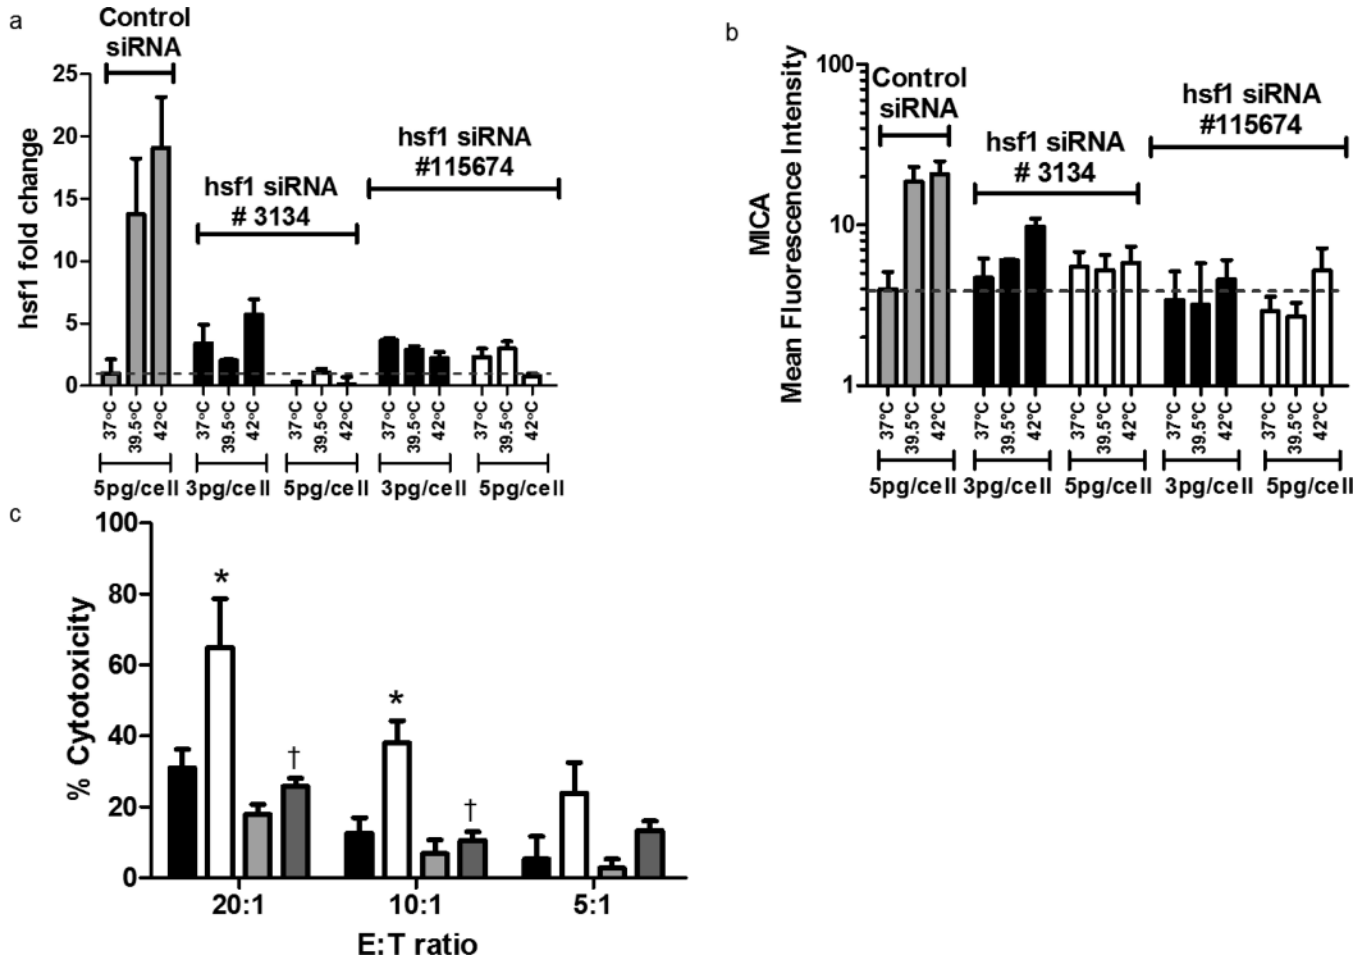 a
Control
siRNA
hsf1 fold change
25
20
15
10
5
0
hsf1 siRNA
# 3134
hsf1 siRNA
#115674
37°C
39.5°C
42°C
37°C
39.5°C
42°C
37°C
39.5°C
42°C
37°C
39.5°C
42°C
37°C
39.5°C
42°C
5pg/cell 3pg/cell 5pg/cell 3pg/cell 5pg/cell
b
MICA
Mean Fluorescence Intensity
100
10
1
Control
siRNA
hsf1 siRNA
# 3134
hsf1 siRNA
#115674
37°C
39.5°C
42°C
37°C
39.5°C
42°C
37°C
39.5°C
42°C
37°C
39.5°C
42°C
37°C
39.5°C
42°C
5pg/cell 3pg/cell 5pg/cell 3pg/cell 5pg/cell
c
% Cytotoxicity
100
80
60
40
20
0
*
†
*
†
20:1 10:1 5:1
E:T ratio